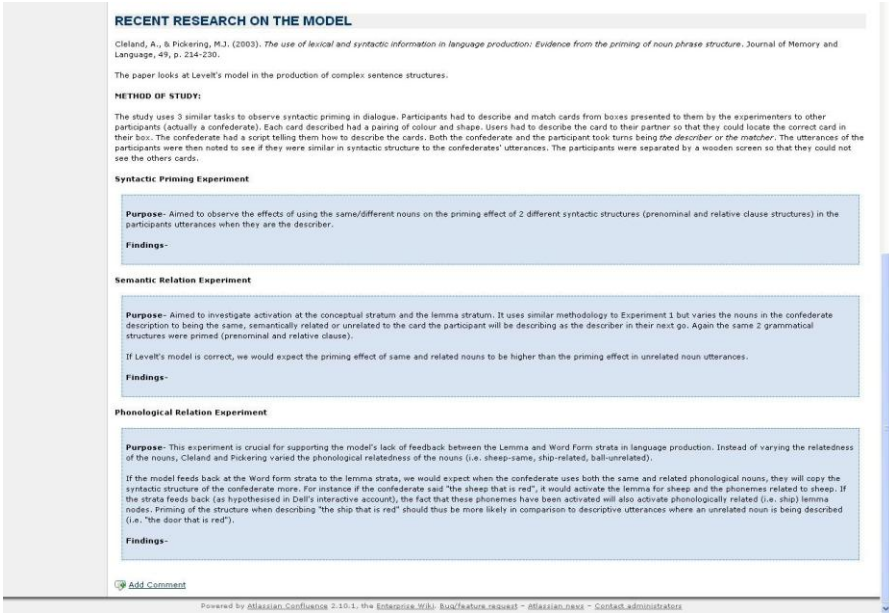 RECENT RESEARCH ON THE MODEL
Cleland, A., & Pickering, M.J. (2003). The use of lexical and syntactic information in language production: Evidence from the priming of noun phrase structure. Journal of Memory and
Language, 49, p. 214-230.
The paper looks at Levelt's model in the production of complex sentence structures.
METHOD OF STUDY:
The study uses 3 similar tasks to observe syntactic priming in dialogue. Participants had to describe and match cards from boxes presented to them by the experimenters to other
participants (actually a confederate). Each card described had a pairing of colour and shape. Users had to describe the card to their partner so that they could locate the correct card in
their box. The confederate had a script telling them how to describe the cards. Both the confederate and the participant took turns being the describer or the matcher. The utterances of the
participants were then noted to see if they were similar in syntactic structure to the confederates' utterances. The participants were separated by a wooden screen so that they could not
see the others cards.
Syntactic Priming Experiment
Purpose- Aimed to observe the effects of using the same/different nouns on the priming effect of 2 different syntactic structures (prenominal and relative clause structures) in the
participants utterances when they are the describer.
Findings-
Semantic Relation Experiment
Purpose- Aimed to investigate activation at the conceptual stratum and the lemma stratum. It uses similar methodology to Experiment 1 but varies the nouns in the confederate
description to being the same, semantically related or unrelated to the card the participant will be describing as the describer in their next go. Again the same 2 grammatical
structures were primed (prenominal and relative clause).
If Levelt's model is correct, we would expect the priming effect of same and related nouns to be higher than the priming effect in unrelated noun utterances.
Findings-
Phonological Relation Experiment
Purpose- This experiment is crucial for supporting the model's lack of feedback between the Lemma and Word Form strata in language production. Instead of varying the relatedness
of the nouns, Cleland and Pickering varied the phonological relatedness of the nouns (i.e. sheep-same, ship-related, ball-unrelated).
If the model feeds back at the Word form strata to the lemma strata, we would expect when the confederate uses both the same and related phonological nouns, they will copy the
syntactic structure of the confederate more. For instance if the confederate said "the sheep that is red", it would activate the lemma for sheep and the phonemes related to sheep. If
the strata feeds back (as hypothesised in Dell's interactive account), the fact that these phonemes have been activated will also activate phonologically related (i.e. ship) lemma
nodes. Priming of the structure when describing "the ship that is red" should thus be more likely in comparison to descriptive utterances where an unrelated noun is being described
(i.e. "the door that is red").
Findings-
Add Comment
Powered by Atlassian Confluence 2.10.1, the Enterprise Wiki. Bug/feature request - Atlassian news - Contact administrators